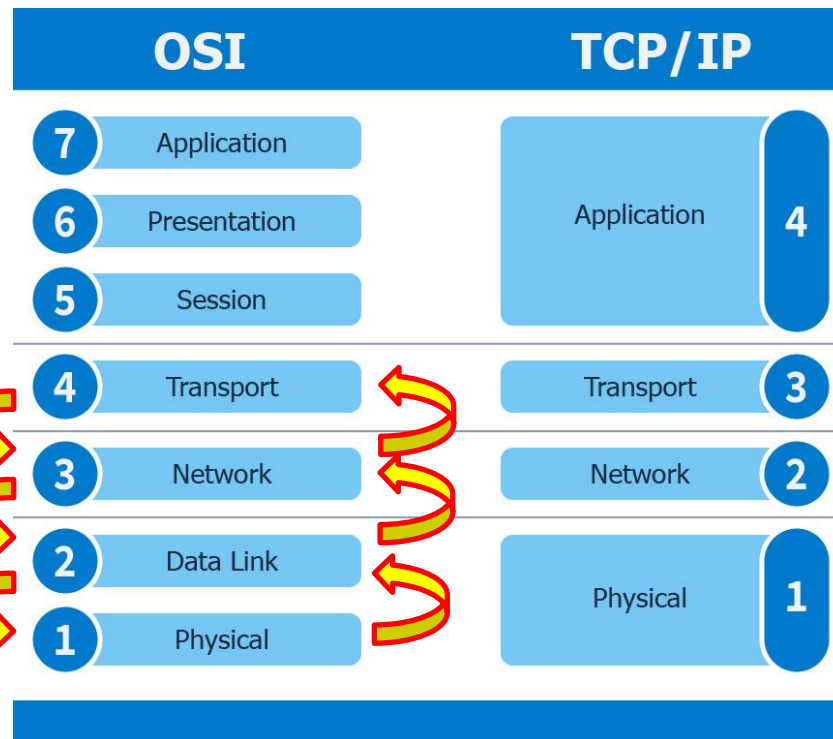 OSI TCP/IP
7 Application
6 Presentation
5 Session
Application 4
4 Transport
Transport 3
3 Network
Network 2
2 Data Link
1 Physical
Physical 1